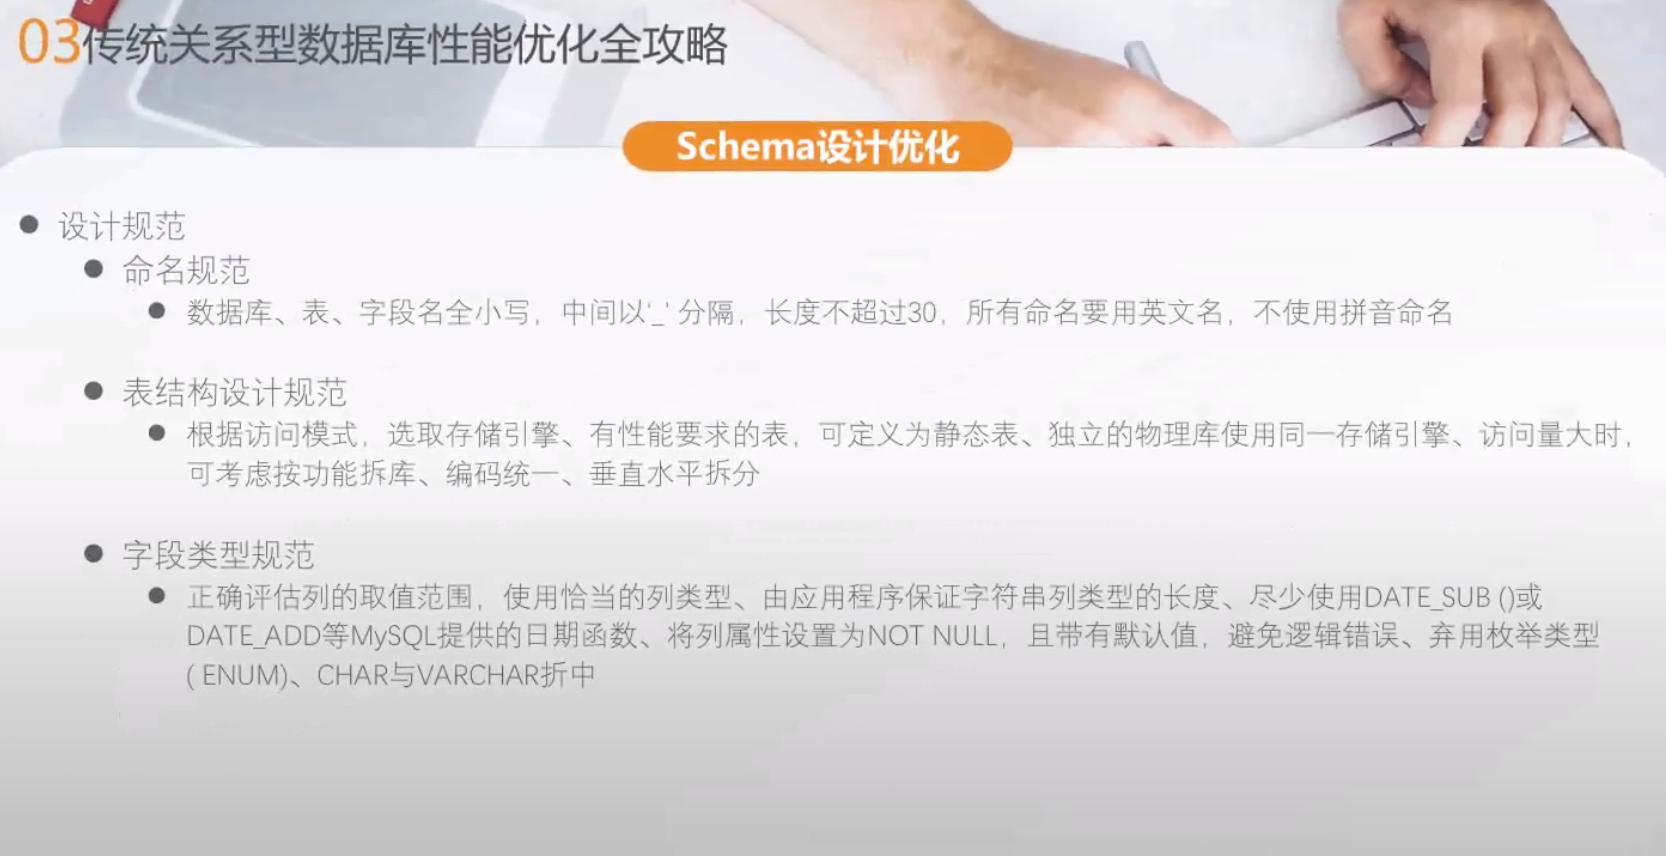 03传统关系型数据库性能优化全攻略
Schema设计优化
设计规范
命名规范
数据库、表、字段名全小写，中间以'_' 分隔，长度不超过30，所有命名要用英文名，不使用拼音命名
表结构设计规范
根据访问模式，选取存储引擎、有性能要求的表，可定义为静态表、独立的物理库使用同一存储引擎、访问量大时，
可考虑按功能拆库、编码统一、垂直水平拆分
字段类型规范
正确评估列的取值范围，使用恰当的列类型、由应用程序保证字符串列类型的长度、尽少使用DATE_SUB ()或
DATE_ADD等MySQL提供的日期函数、将列属性设置为NOT NULL，且带有默认值，避免逻辑错误、弃用枚举类型
( ENUM)、CHAR与VARCHAR折中